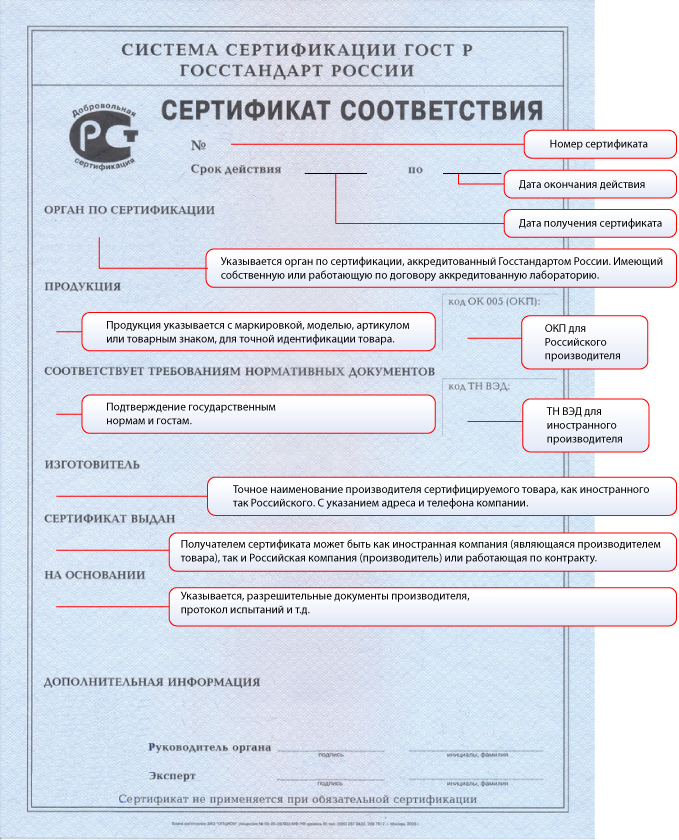 СИСТЕМА СЕРТИФИКАЦИИ ГОСТ Р
ГОССТАНДАРТ РОССИИ
Добровольная
сертификация
СЕРТИФИКАТ СООТВЕТСТВИЯ
№
Номер сертификата
Срок действия по
Дата окончания действия
Дата получения сертификата
ОРГАН ПО СЕРТИФИКАЦИИ
Указывается орган по сертификации, аккредитованный Госстандартом России. Имеющий
собственную или работающую по договору аккредитованную лабораторию.
ПРОДУКЦИЯ
код ОК 005 (ОКП):
Продукция указывается с маркировкой, моделью, артикулом
или товарным знаком, для точной идентификации товара.
ОКП для
Российского
производителя
СООТВЕТСТВУЕТ ТРЕБОВАНИЯМ НОРМАТИВНЫХ ДОКУМЕНТОВ
код ТН ВЭД:
Подтверждение государственным
нормам и гостам.
ТН ВЭД для
иностранного
производителя
ИЗГОТОВИТЕЛЬ
Точное наименование производителя сертифицируемого товара, как иностранного
так Российского. С указанием адреса и телефона компании.
СЕРТИФИКАТ ВЫДАН
Получателем сертификата может быть как иностранная компания (являющаяся производителем
товара), так и Российская компания (производитель) или работающая по контракту.
НА ОСНОВАНИИ
Указывается, разрешительные документы производителя,
протокол испытаний и т.д.
ДОПОЛНИТЕЛЬНАЯ ИНФОРМАЦИЯ
Руководитель органа
подпись инициалы, фамилия
Эксперт
подпись инициалы, фамилия
Сертификат не применяется при обязательной сертификации